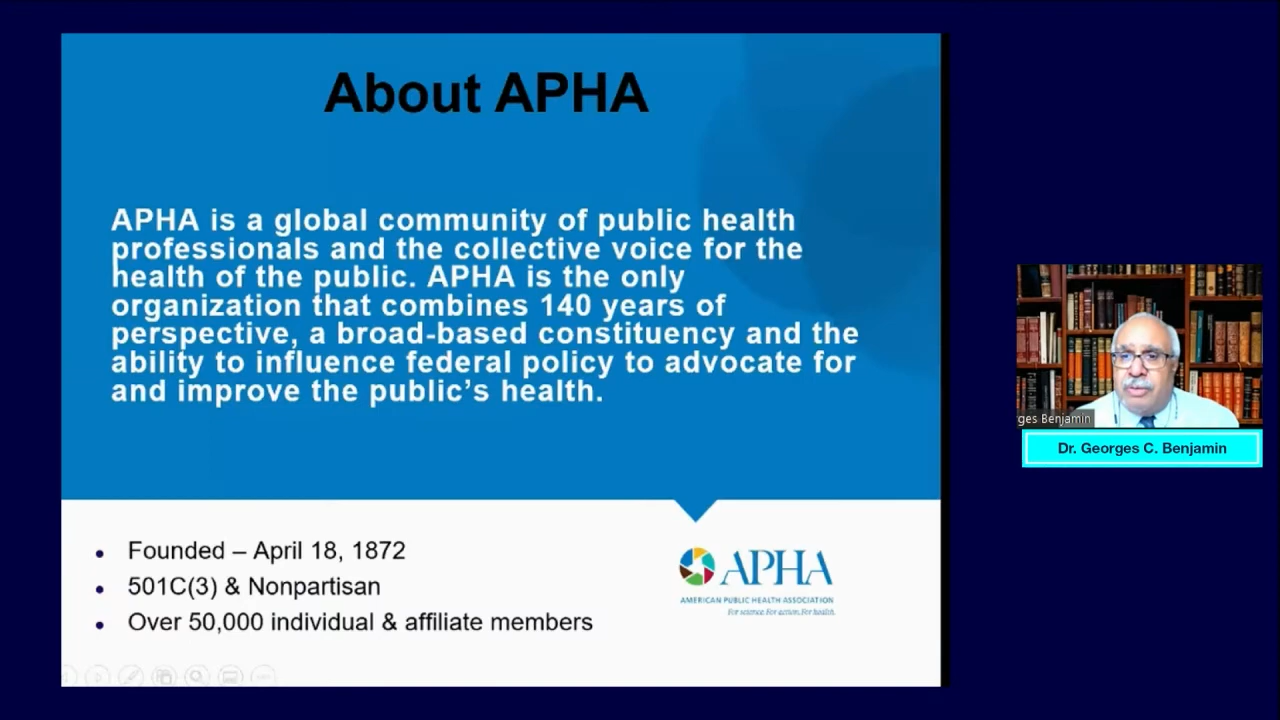 About APHA
APHA is a global community of public health
professionals and the collective voice for the
health of the public. APHA is the only
organization that combines 140 years of
perspective, a broad-based constituency and the
ability to influence federal policy to advocate for
and improve the public’s health.
• Founded – April 18, 1872
• 501C(3) & Nonpartisan
• Over 50,000 individual & affiliate members
APHA
AMERICAN PUBLIC HEALTH ASSOCIATION
For science. For action. For health.
ges Benjamin
Dr. Georges C. Benjamin